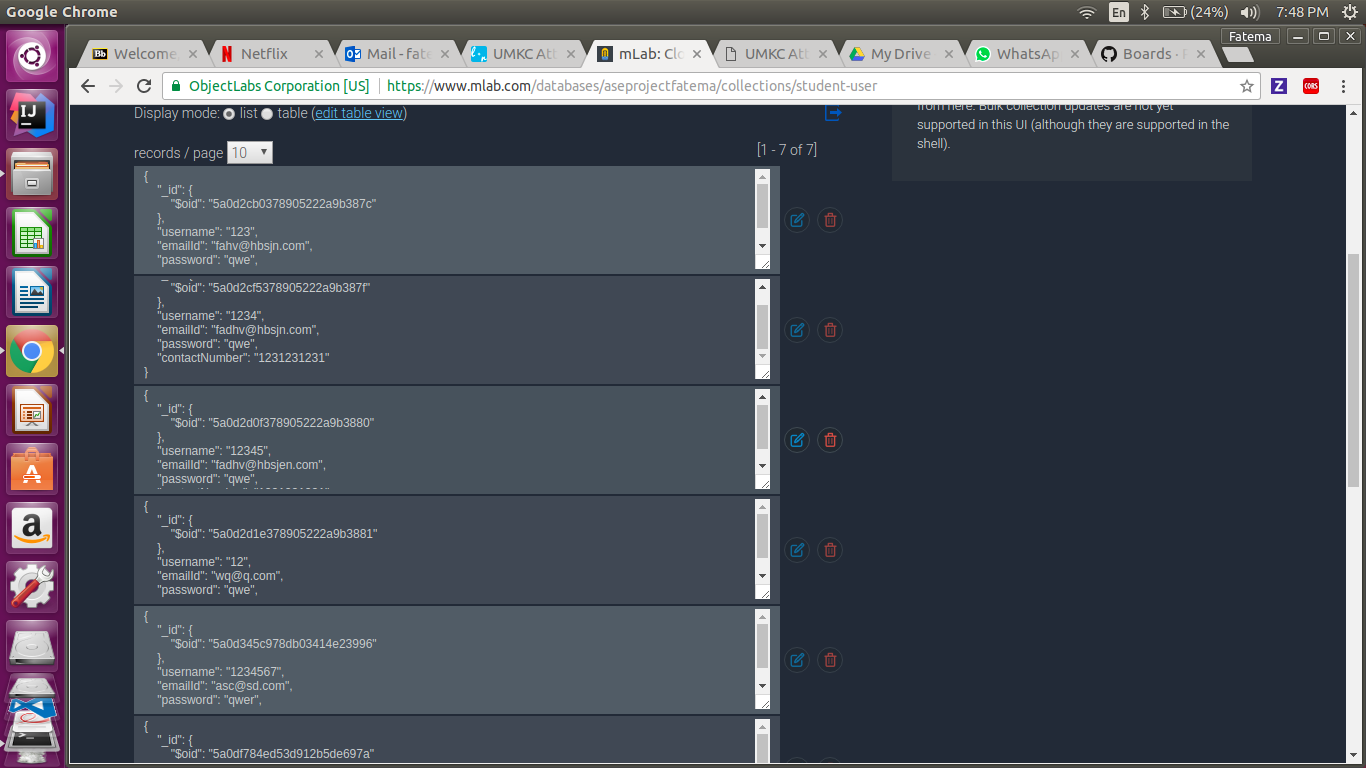 Google Chrome
En
(24%)
7:48 PM
Fatema
Bb Welcome
Netflix
Mail - fate
UMKC Att
mLab: Clo
UMKC Att
My Drive
WhatsAp
Boards -
ObjectLabs Corporation [US] https://www.mlab.com/databases/aseprojectfatema/collections/student-user
Z
CORS
Display mode: list table (edit table view)
from here. Bulk collection updates are not yet
supported in this UI (although they are supported in the
shell).
records / page 10
[1 - 7 of 7]
{
"_id": {
"$oid": "5a0d2cb0378905222a9b387c"
},
"username": "123",
"emailId": "fahv@hbsjn.com",
"password": "qwe",
"$oid": "5a0d2cf5378905222a9b387f"
},
"username": "1234",
"emailId": "fadhv@hbsjn.com",
"password": "qwe",
"contactNumber": "1231231231"
}
{
"_id": {
"$oid": "5a0d2d0f378905222a9b3880"
},
"username": "12345",
"emailId": "fadhv@hbsjen.com",
"password": "qwe",
{
"_id": {
"$oid": "5a0d2d1e378905222a9b3881"
},
"username": "12",
"emailId": "wq@q.com",
"password": "qwe",
{
"_id": {
"$oid": "5a0d345c978db03414e23996"
},
"username": "1234567",
"emailId": "asc@sd.com",
"password": "qwer",
{
"_id": {
"$oid": "5a0df784ed53d912b5de697a"